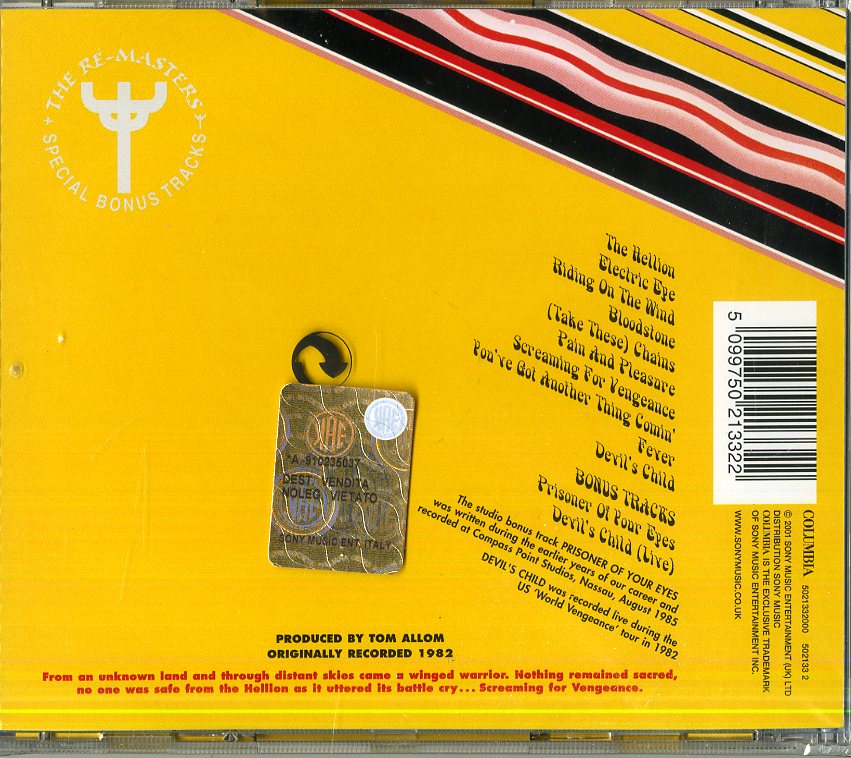 THE RE-MASTERS
SPECIAL BONUS TRACKS
The Hellion
Electric Eye
Riding On The Wind
Bloodstone
(Take These) Chains
Pain And Pleasure
Screaming For Vengeance
You've Got Another Thing Comin'
Fever
Devil's Child
BONUS TRACKS
Prisoner Of Your Eyes
Devil's Child (Live)
The studio bonus track PRISONER OF YOUR EYES
was written during the earlier years of our career and
recorded at Compass Point Studios, Nassau, August 1985
DEVIL'S CHILD was recorded live during the
US 'World Vengeance' tour in 1982
5 099750 213322
COLUMBIA 5021332000 502133 2
© 2001 SONY MUSIC ENTERTAINMENT (UK) LTD
DISTRIBUTION SONY MUSIC
COLUMBIA IS THE EXCLUSIVE TRADEMARK
OF SONY MUSIC ENTERTAINMENT INC.
WWW.SONYMUSIC.CO.UK
*A 910235037
DEST. VENDITA
NOLEG. VIETATO
SONY MUSIC ENT. ITALY
PRODUCED BY TOM ALLOM
ORIGINALLY RECORDED 1982
From an unknown land and through distant skies came a winged warrior. Nothing remained sacred,
no one was safe from the Hellion as it uttered its battle cry... Screaming for Vengeance.